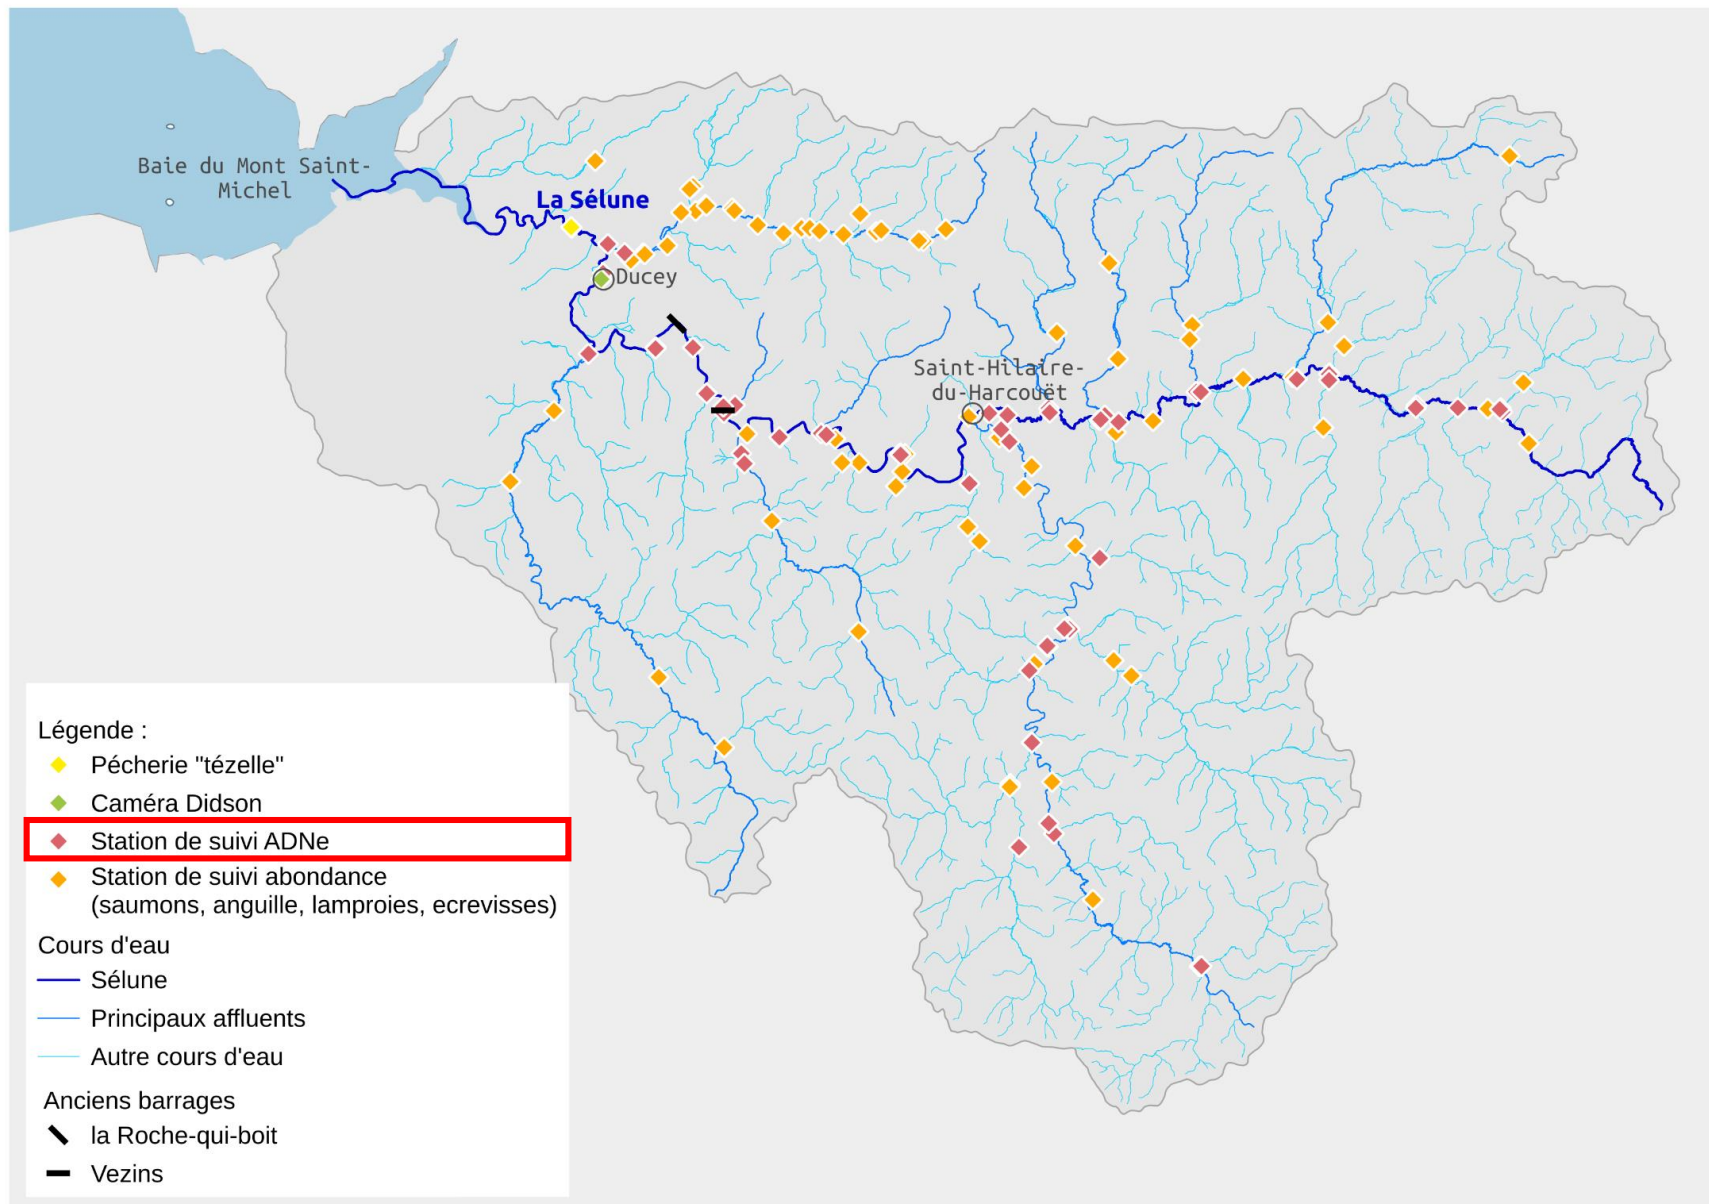 Baie du Mont Saint-
Michel
La Sélune
Ducey
Saint-Hilaire-
du-Harcouët
Légende :
Pécherie "tézelle"
Caméra Didson
Station de suivi ADNe
Station de suivi abondance
(saumons, anguille, lamproies, ecrevisses)
Cours d'eau
Sélune
Principaux affluents
Autre cours d'eau
Anciens barrages
la Roche-qui-boit
Vezins